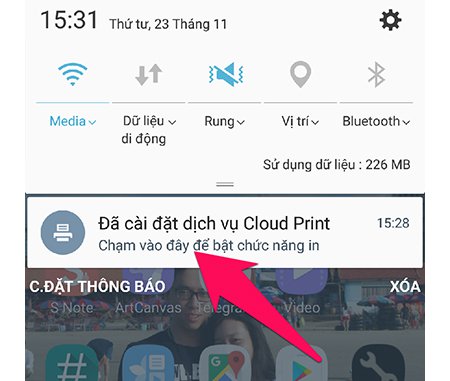 15:31 Thứ tư, 23 Tháng 11
Media Dữ liệu Rung Vị trí Bluetooth
di động
Sử dụng dữ liệu : 226 MB
Đã cài đặt dịch vụ Cloud Print 15:28
Chạm vào đây để bật chức năng in
C.ĐẶT THÔNG BÁO XÓA
S Note ArtCanvas Telegram Video